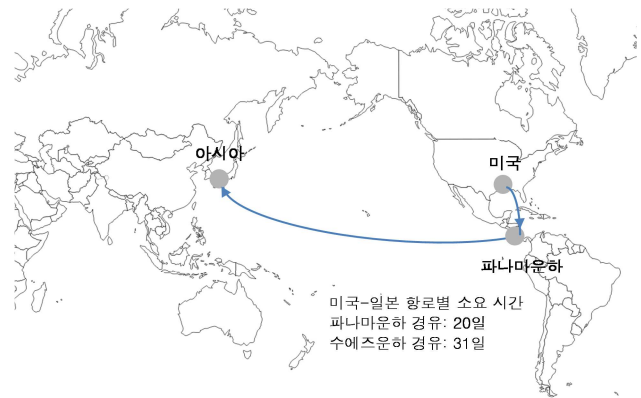 아시아
미국
파나마운하
미국-일본 항로별 소요 시간
파나마운하 경유: 20일
수에즈운하 경유: 31일